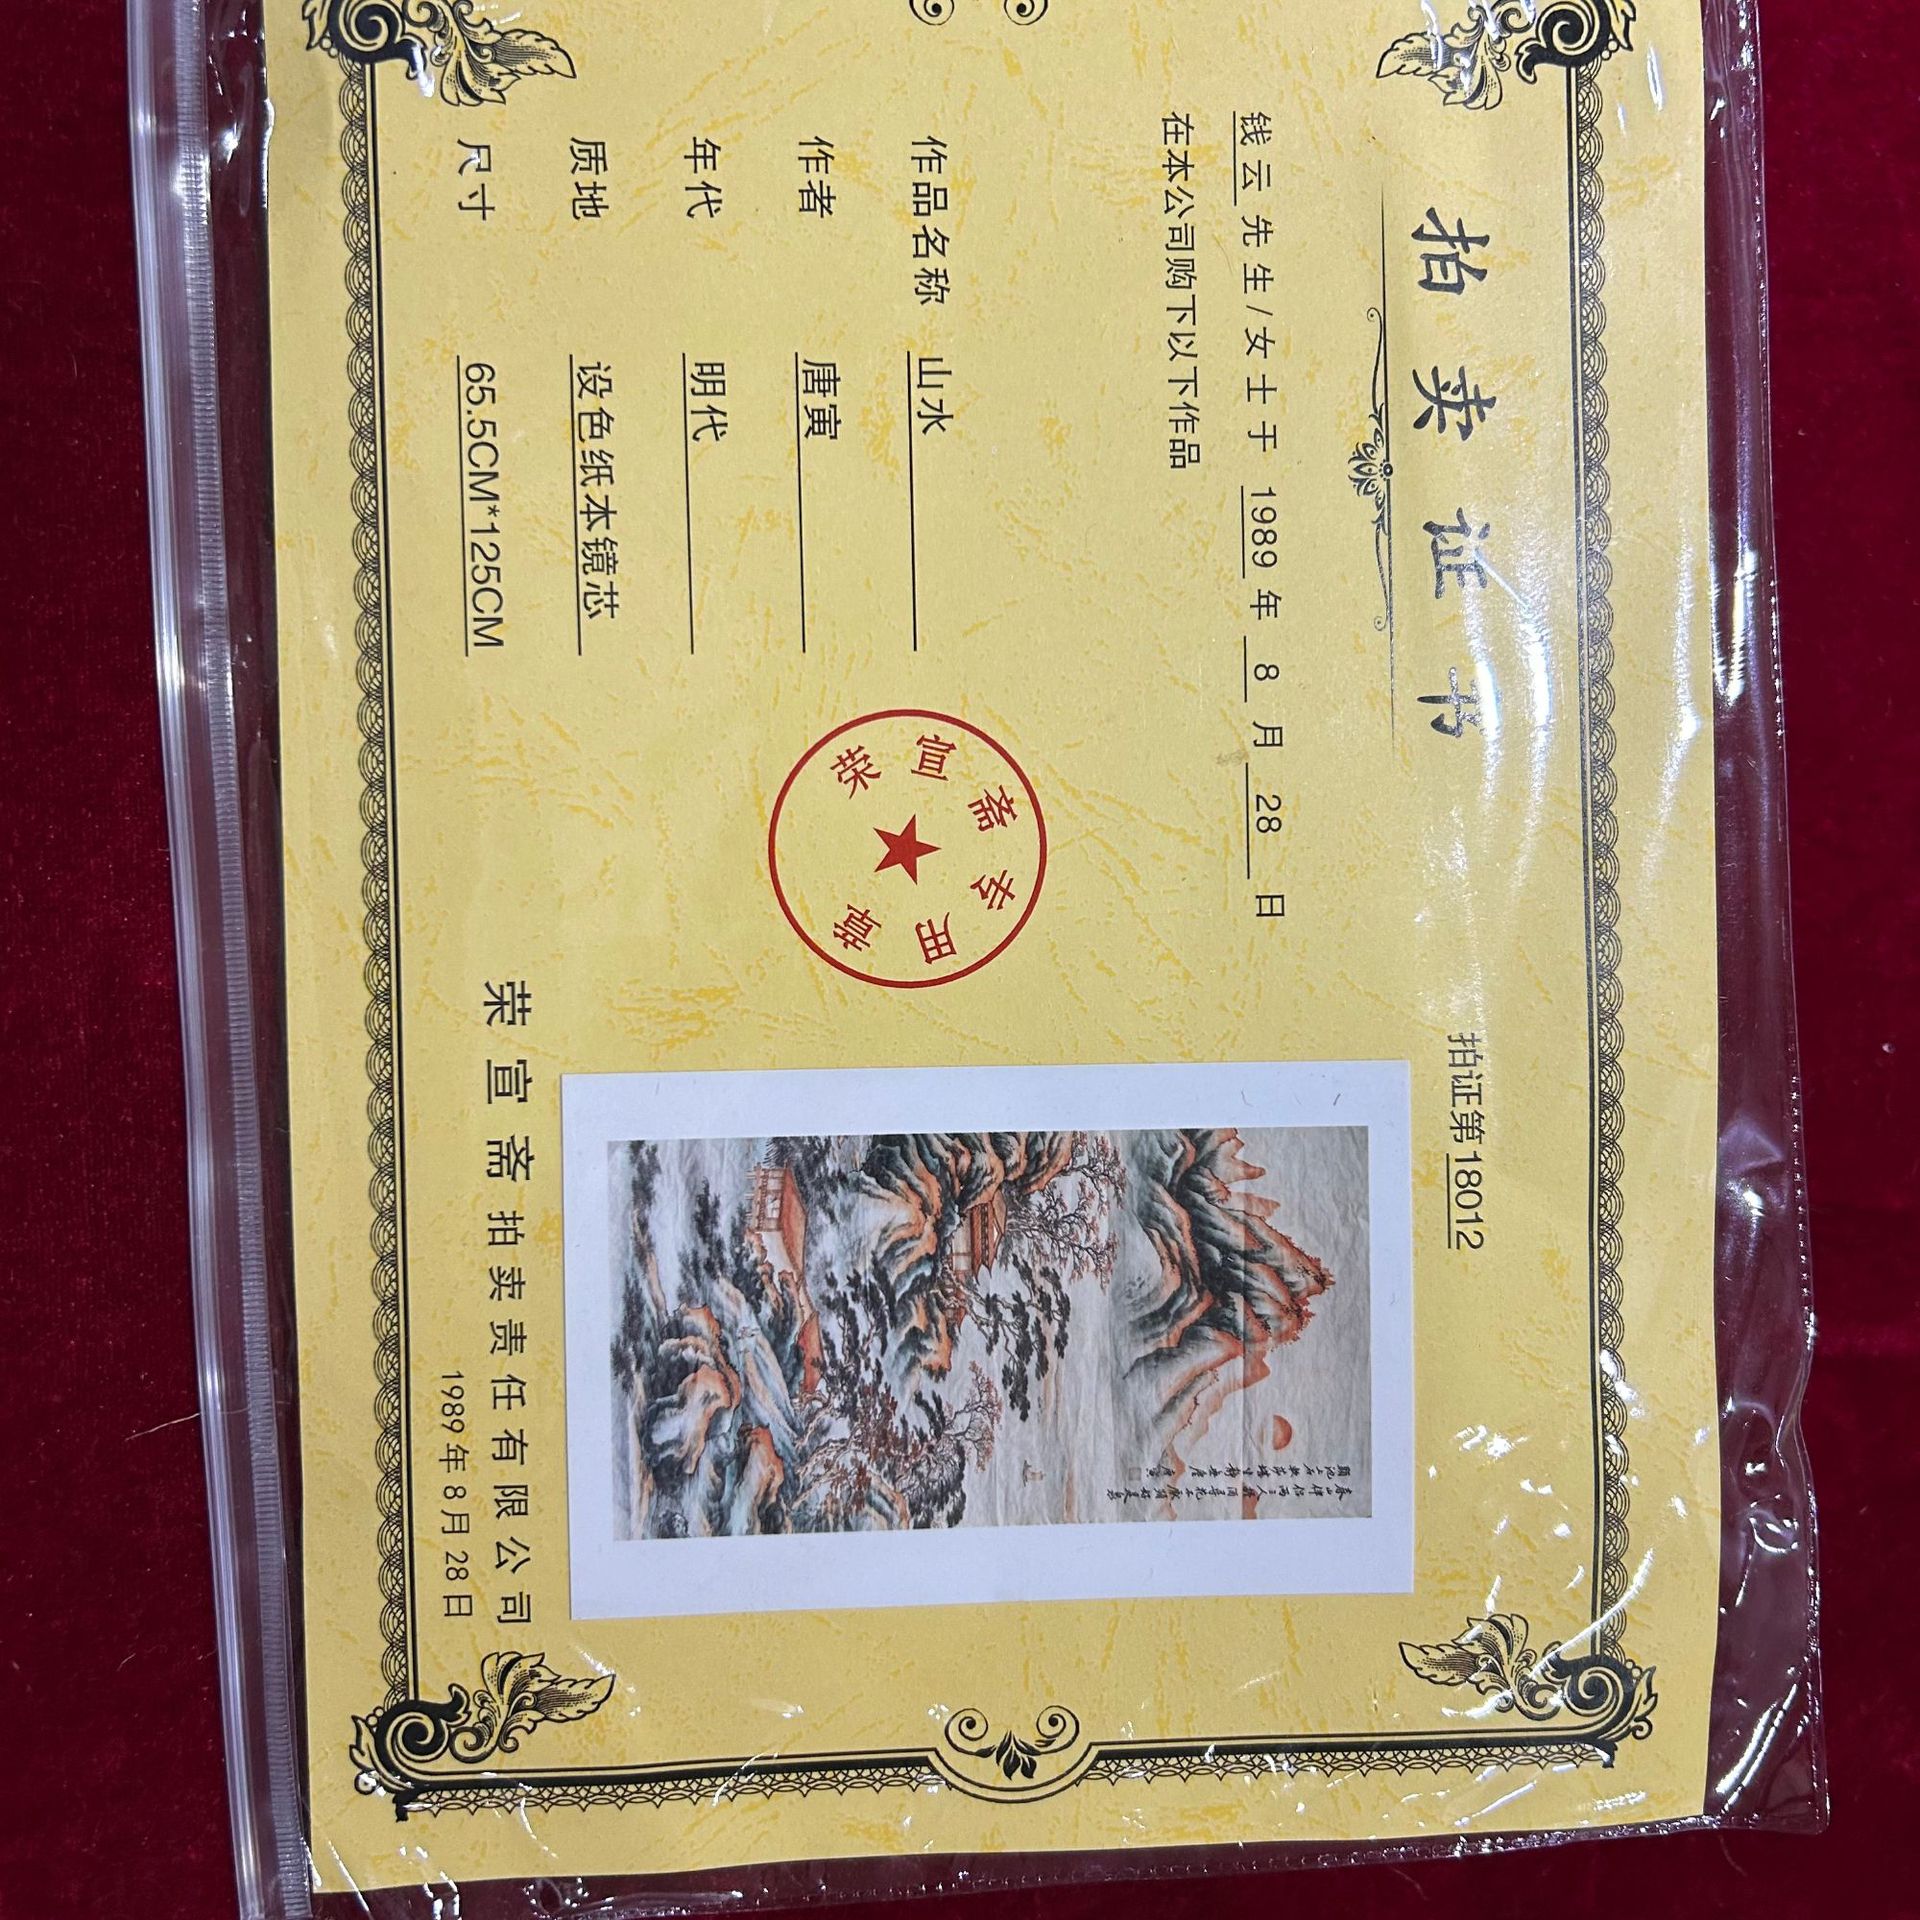 拍卖证书
拍证第18012
钱云 先生/女士于 1989 年 8 月 28 日
在本公司购下以下作品
作品名称 山水
作者 唐寅
年代 明代
质地 设色纸本镜芯
尺寸 65.5CM*125CM
荣宣斋专用章
荣宣斋拍卖责任有限公司
1989年8月28日